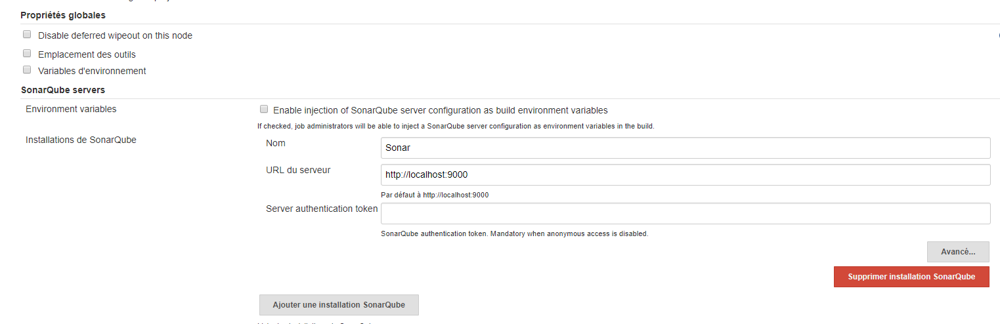 Propriétés globales
Disable deferred wipeout on this node
Emplacement des outils
Variables d'environnement
SonarQube servers
Environment variables
Enable injection of SonarQube server configuration as build environment variables
If checked, job administrators will be able to inject a SonarQube server configuration as environment variables in the build.
Installations de SonarQube
Nom
Sonar
URL du serveur
http://localhost:9000
Par défaut à http://localhost:9000
Server authentication token
SonarQube authentication token. Mandatory when anonymous access is disabled.
Avancé...
Supprimer installation SonarQube
Ajouter une installation SonarQube